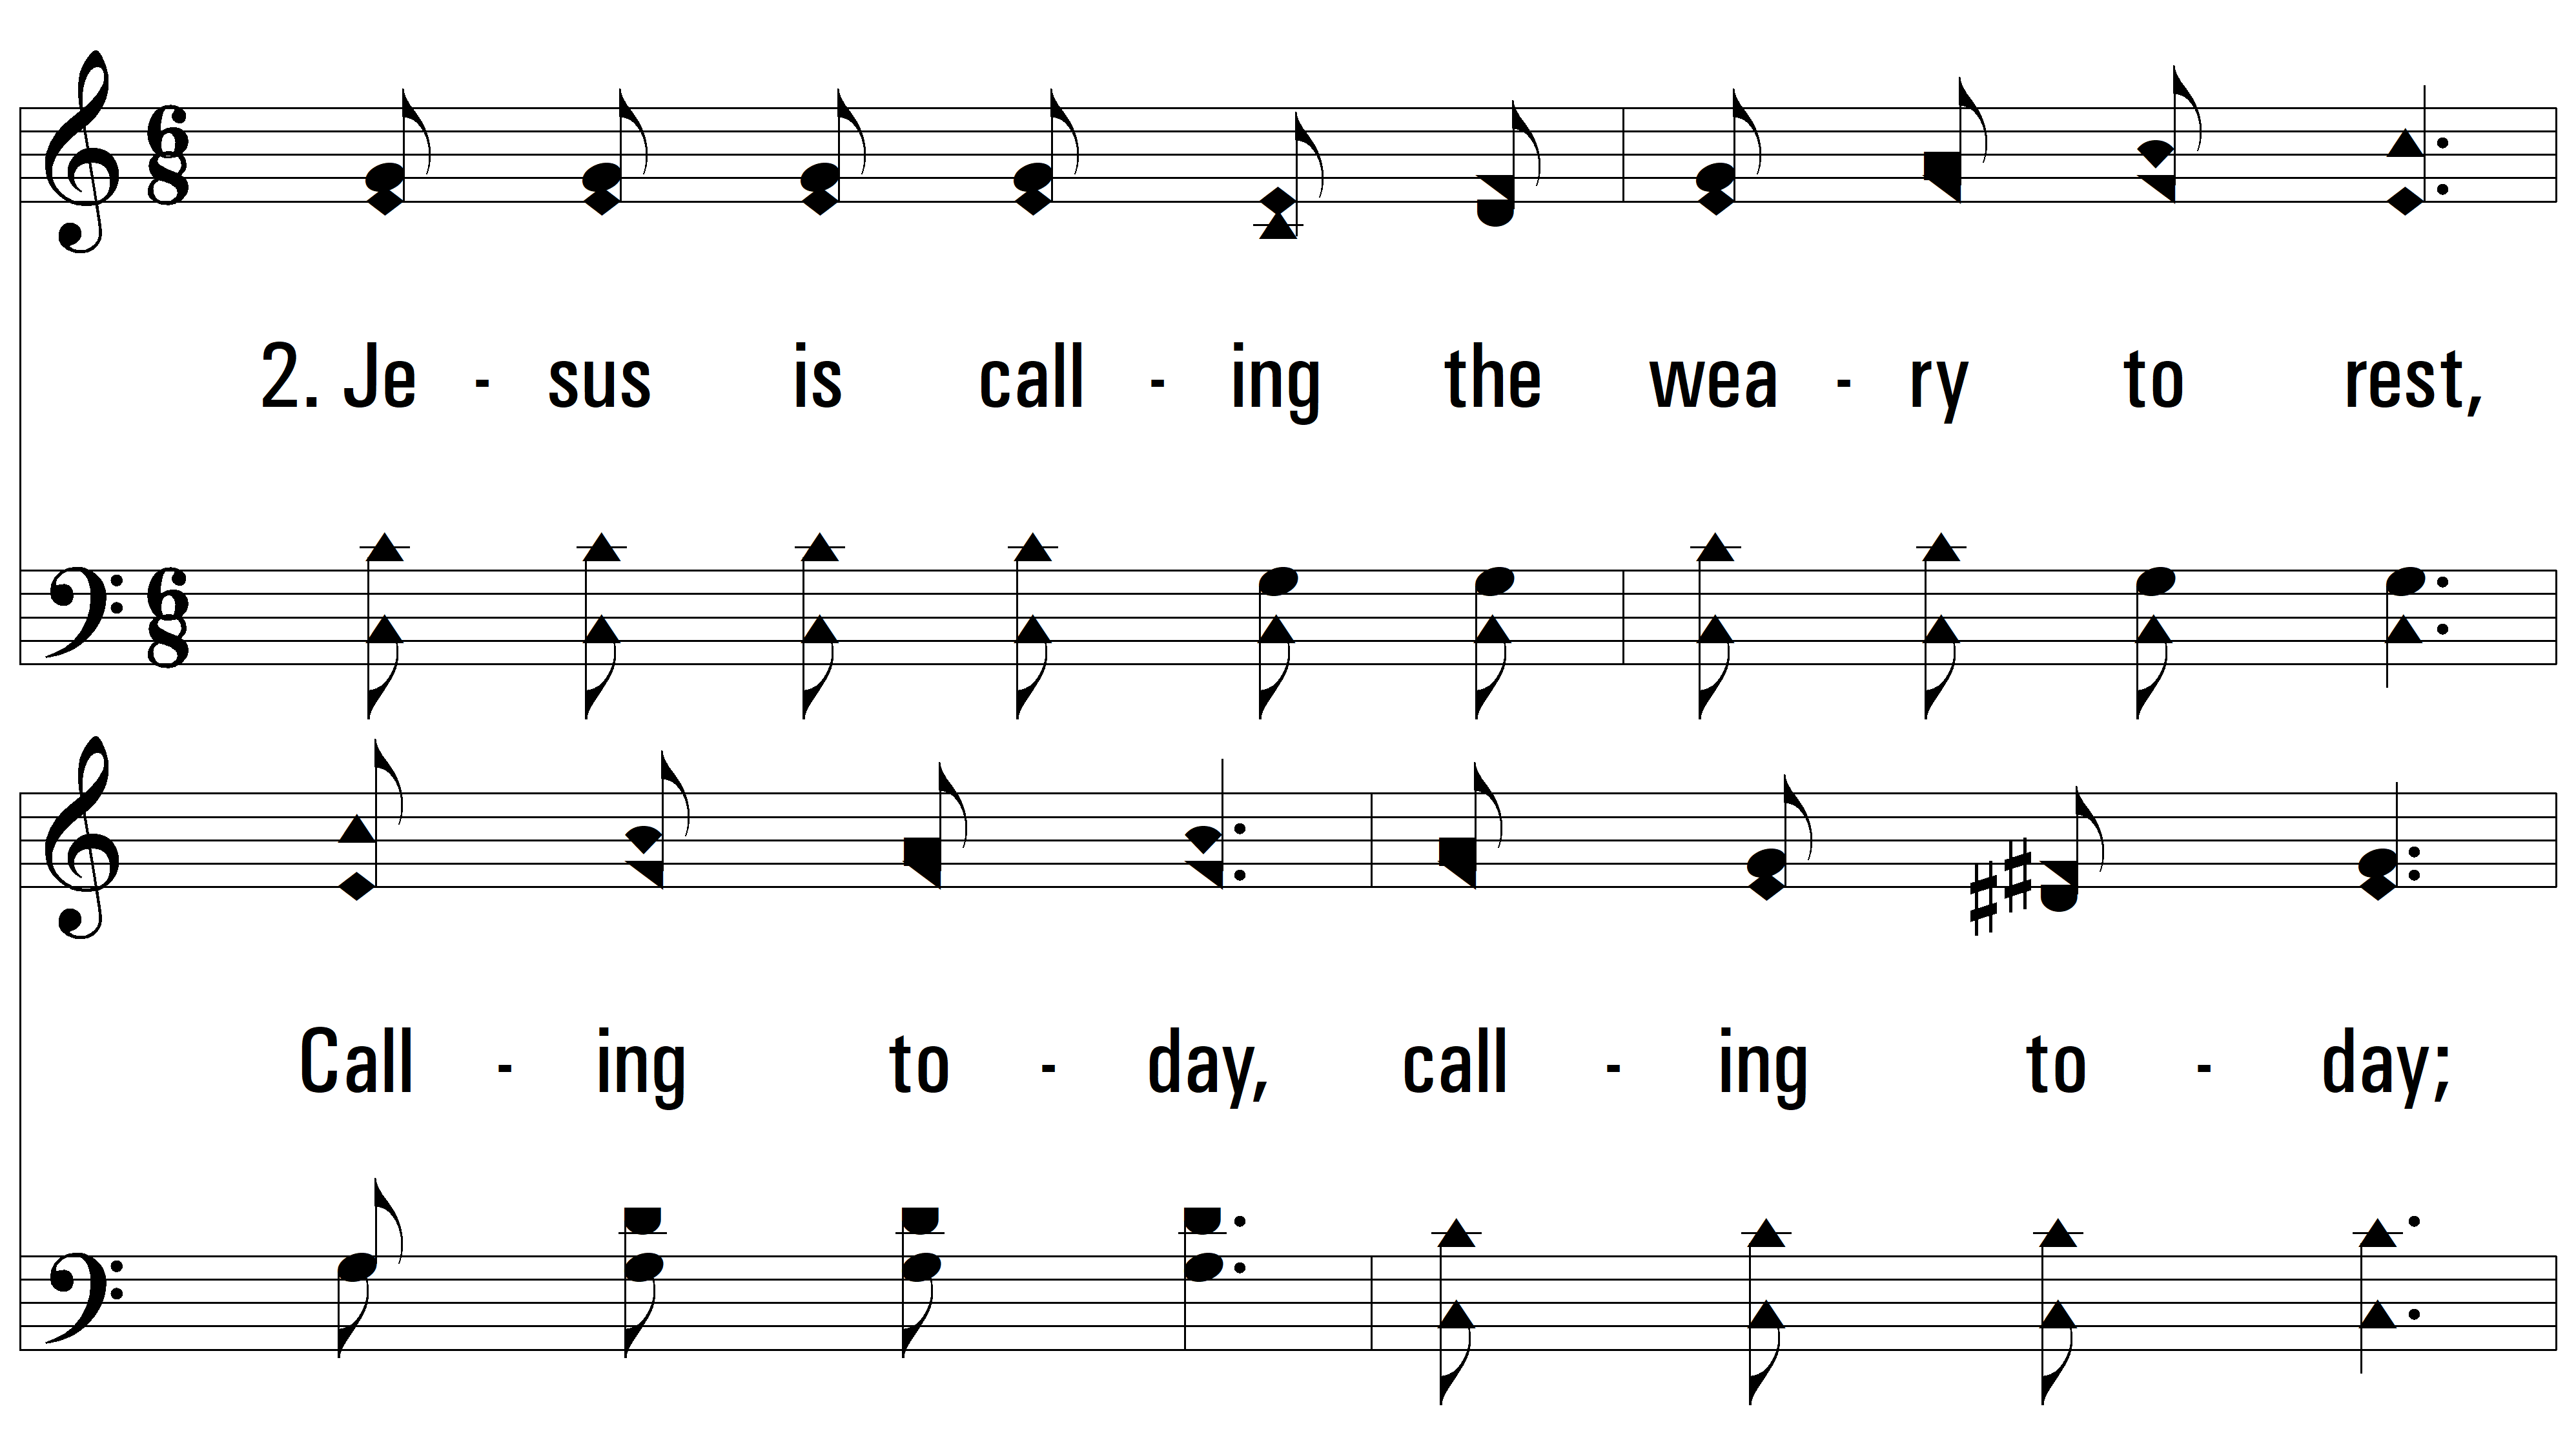 2. Je - sus is call - ing the wea - ry to rest,
Call - ing to - day, call - ing to - day;